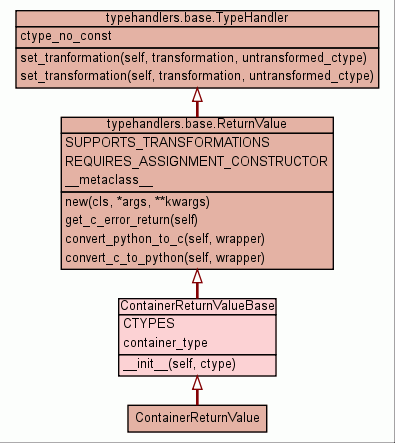 typehandlers.base.TypeHandler
ctype_no_const
set_tranformation(self, transformation, untransformed_ctype)
set_transformation(self, transformation, untransformed_ctype)
typehandlers.base.ReturnValue
SUPPORTS_TRANSFORMATIONS
REQUIRES_ASSIGNMENT_CONSTRUCTOR
__metaclass__
new(cls, *args, **kwargs)
get_c_error_return(self)
convert_python_to_c(self, wrapper)
convert_c_to_python(self, wrapper)
ContainerReturnValueBase
CTYPES
container_type
__init__(self, ctype)
ContainerReturnValue